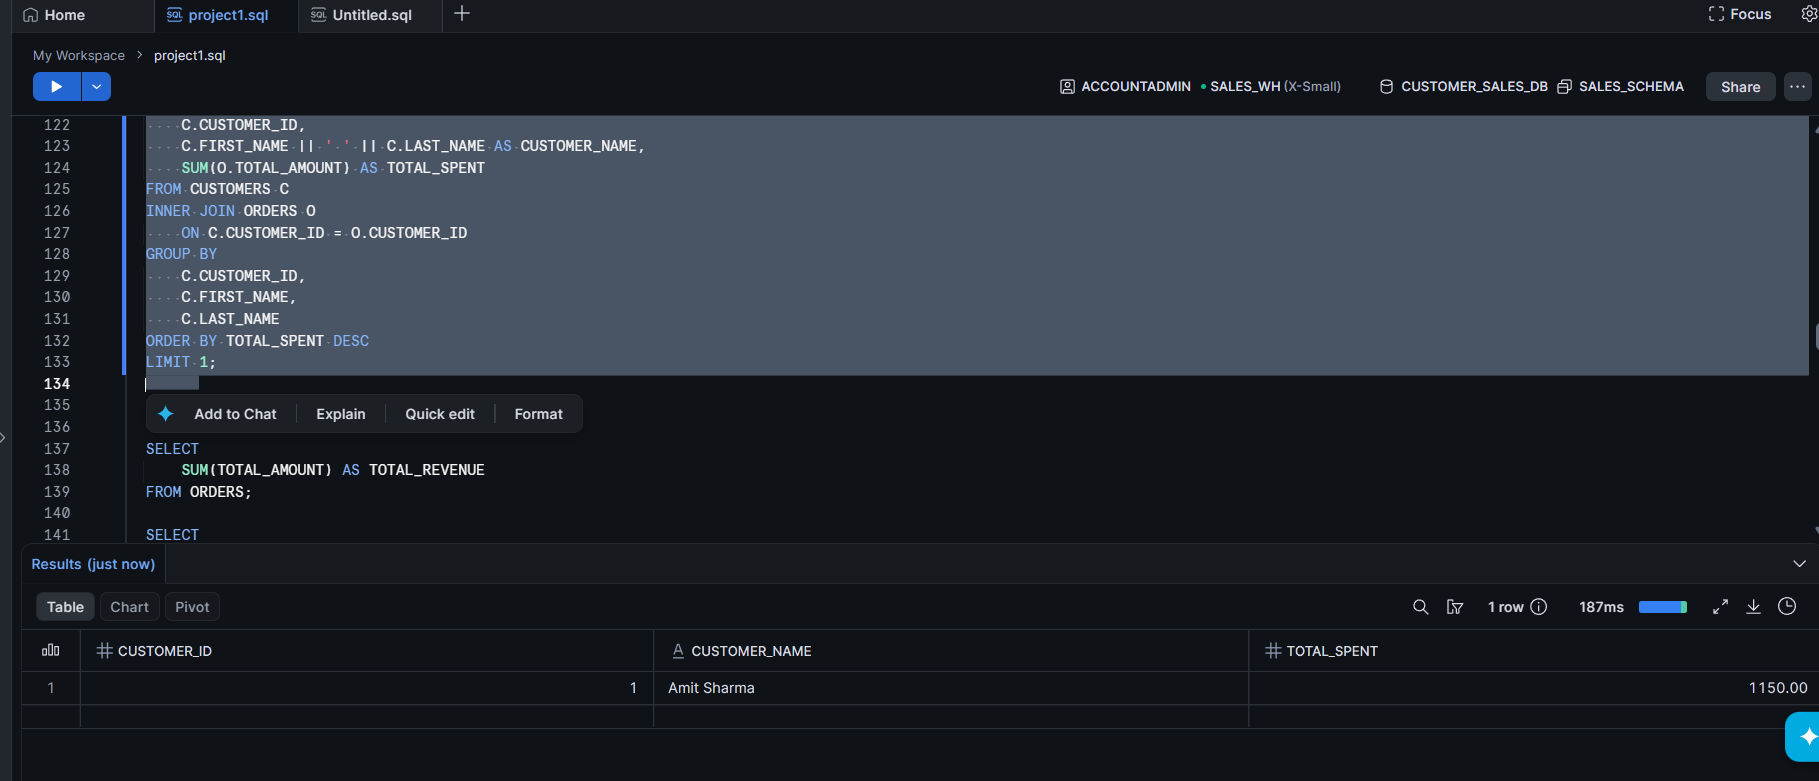 Home
SQL project1.sql
SQL Untitled.sql
Focus
My Workspace > project1.sql
ACCOUNTADMIN • SALES_WH (X-Small)
CUSTOMER_SALES_DB
SALES_SCHEMA
Share
122 C.CUSTOMER_ID,
123 C.FIRST_NAME || ' ' || C.LAST_NAME AS CUSTOMER_NAME,
124 SUM(O.TOTAL_AMOUNT) AS TOTAL_SPENT
125 FROM CUSTOMERS C
126 INNER JOIN ORDERS O
127 ON C.CUSTOMER_ID = O.CUSTOMER_ID
128 GROUP BY
129 C.CUSTOMER_ID,
130 C.FIRST_NAME,
131 C.LAST_NAME
132 ORDER BY TOTAL_SPENT DESC
133 LIMIT 1;
134
135
Add to Chat Explain Quick edit Format
136
137 SELECT
138 SUM(TOTAL_AMOUNT) AS TOTAL_REVENUE
139 FROM ORDERS;
140
141 SELECT
Results (just now)
Table Chart Pivot
1 row 187ms
CUSTOMER_ID CUSTOMER_NAME TOTAL_SPENT
1 1 Amit Sharma 1150.00